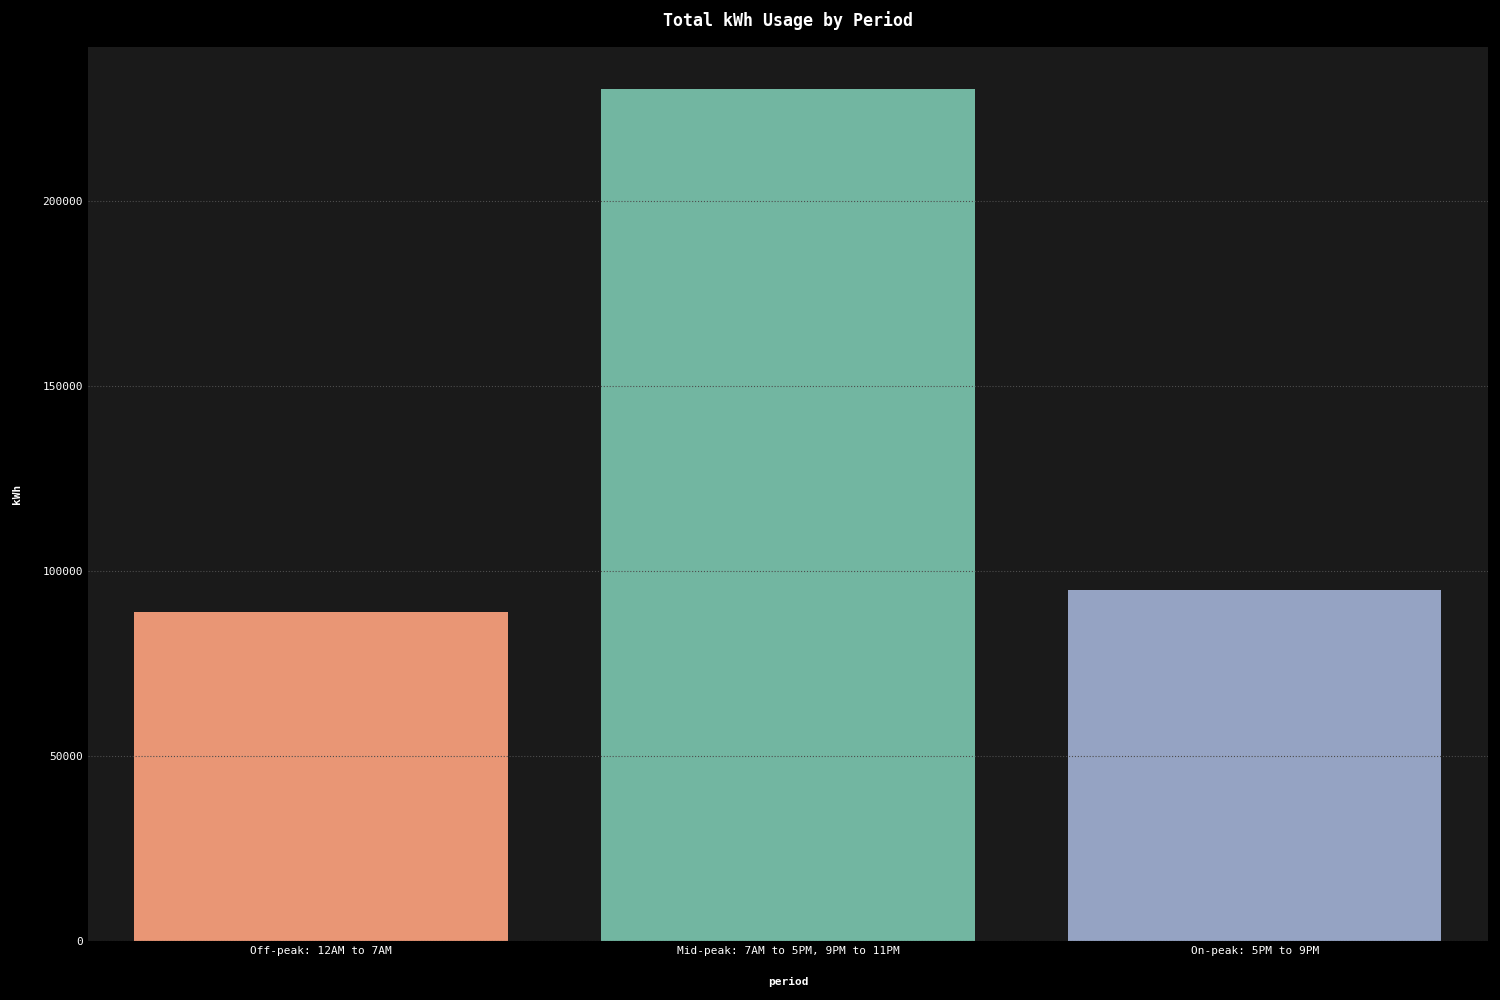 Total kWh Usage by Period
200000
150000
100000
50000
0
kWh
Off-peak: 12AM to 7AM
Mid-peak: 7AM to 5PM, 9PM to 11PM
On-peak: 5PM to 9PM
period